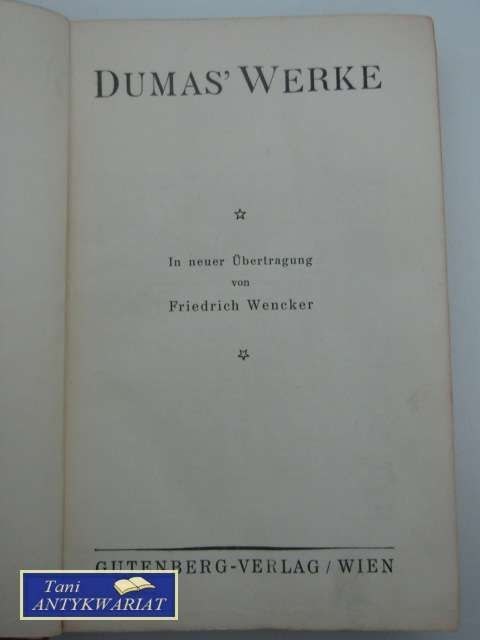 DUMAS' WERKE
In neuer Übertragung
von
Friedrich Wencker
GUTENBERG-VERLAG / WIEN
Tani
ANTYKWARIAT